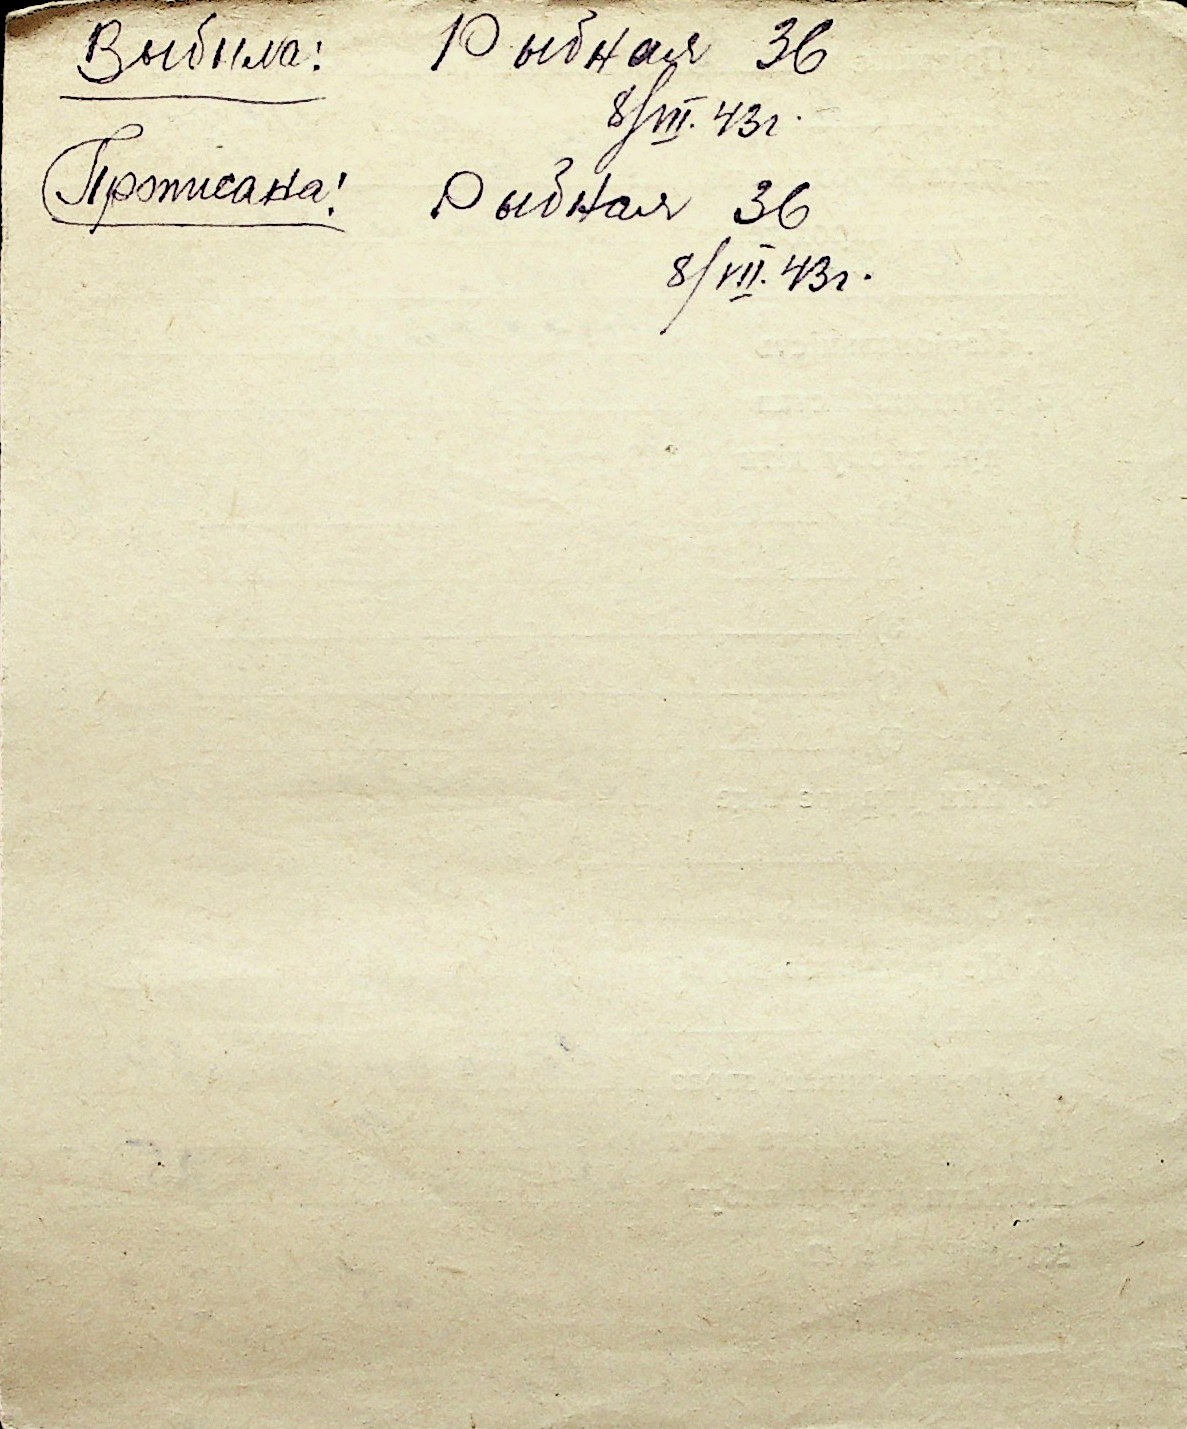 Выбыла: Рыбная 36
8/VII. 43г.
Прописана: Рыбная 36
8/VII. 43г.